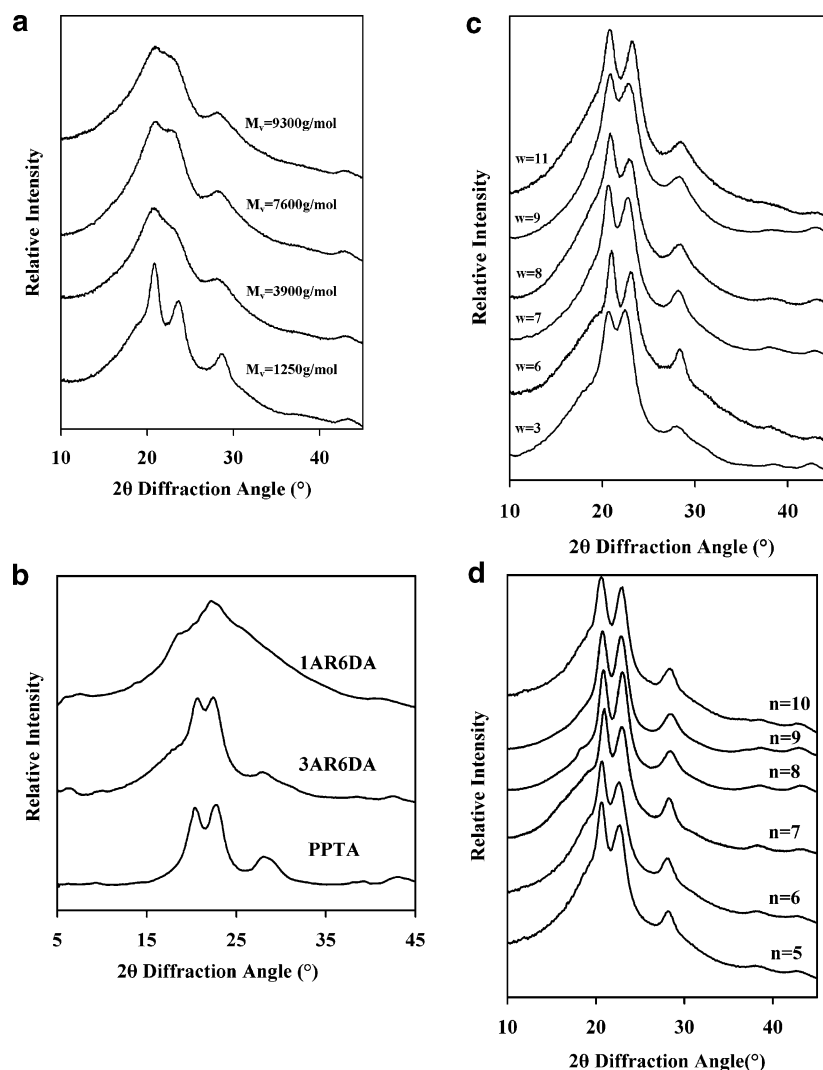 a
Relative Intensity
Mv=9300g/mol
Mv=7600g/mol
Mv=3900g/mol
Mv=1250g/mol
10 20 30 40
2θ Diffraction Angle (°)
b
Relative Intensity
1AR6DA
3AR6DA
PPTA
5 15 25 35 45
2θ Diffraction Angle (°)
c
Relative Intensity
w=11
w=9
w=8
w=7
w=6
w=3
10 20 30 40
2θ Diffraction Angle (°)
d
Relative Intensity
n=10
n=9
n=8
n=7
n=6
n=5
10 20 30 40
2θ Diffraction Angle(°)